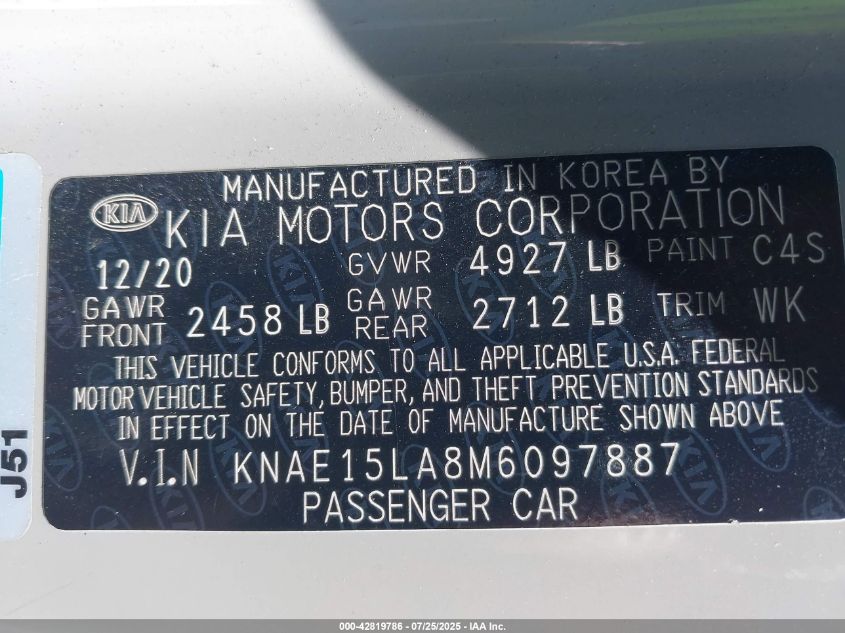 MANUFACTURED IN KOREA BY
KIA KIA MOTORS CORPORATION
12/20 GVWR 4927 LB PAINT C4S
GAWR FRONT 2458 LB GAWR REAR 2712 LB TRIM WK
THIS VEHICLE CONFORMS TO ALL APPLICABLE U.S.A. FEDERAL
MOTOR VEHICLE SAFETY, BUMPER, AND THEFT PREVENTION STANDARDS
IN EFFECT ON THE DATE OF MANUFACTURE SHOWN ABOVE
V.I.N KNAE15LA8M6097887
PASSENGER CAR
J51
000-42819786 - 07/25/2025 - IAA Inc.